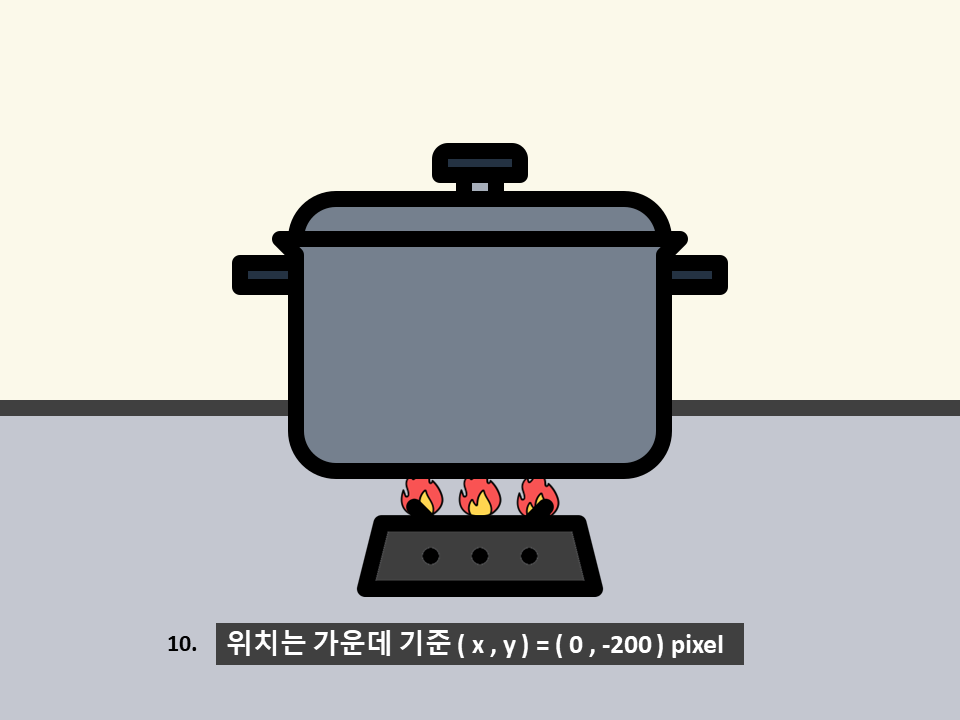 10. 위치는 가운데 기준 ( x , y ) = ( 0 , -200 ) pixel